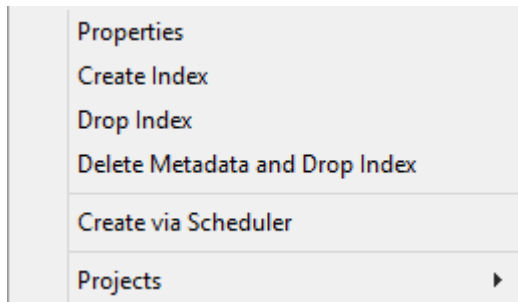 Properties
Create Index
Drop Index
Delete Metadata and Drop Index
Create via Scheduler
Projects